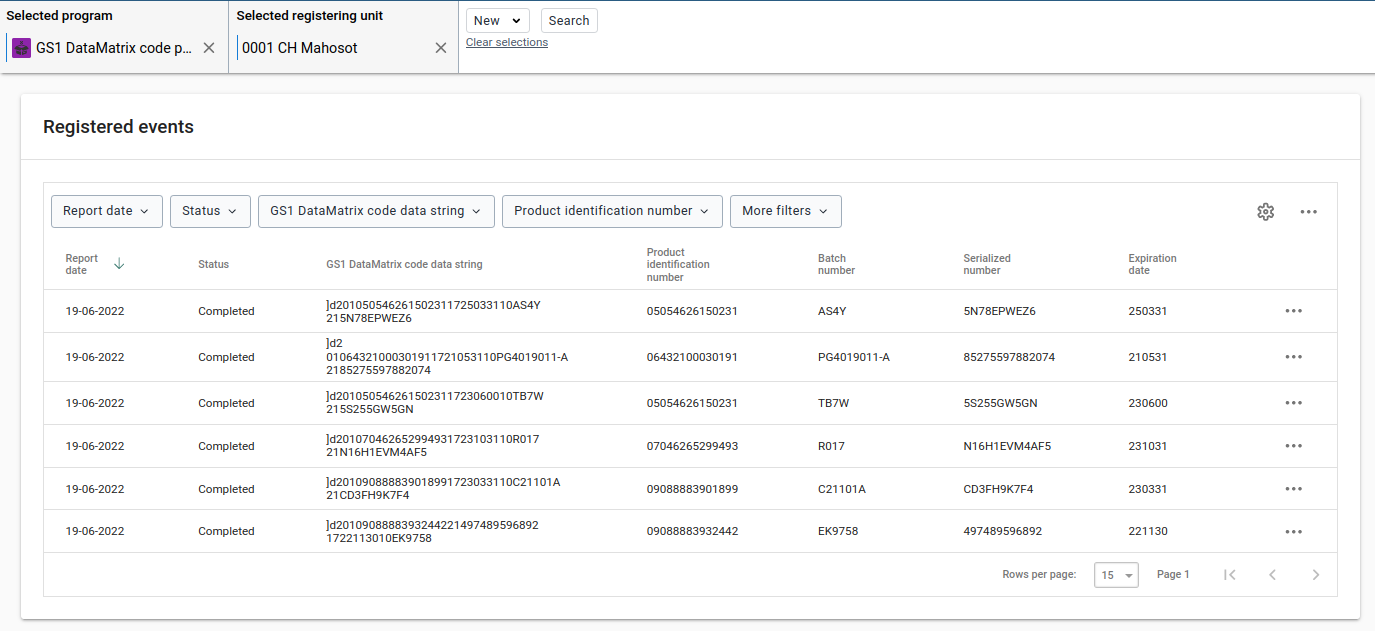 Selected program
Selected registering unit
New
Search
GS1 DataMatrix code p...
0001 CH Mahosot
Clear selections
Registered events
Report date
Status
GS1 DataMatrix code data string
Product identification number
More filters
Report
date
Status
GS1 DataMatrix code data string
Product
identification
number
Batch
number
Serialized
number
Expiration
date
19-06-2022
Completed
]d201050546261502311725033110AS4Y
215N78EPWEZ6
05054626150231
AS4Y
5N78EPWEZ6
250331
19-06-2022
Completed
]d2
01064321000301911721053110PG4019011-A
2185275597882074
06432100030191
PG4019011-A
85275597882074
210531
19-06-2022
Completed
]d201050546261502311723060010TB7W
215S255GW5GN
05054626150231
TB7W
5S255GW5GN
230600
19-06-2022
Completed
]d201070462652994931723103110R017
21N16H1EVM4AF5
07046265299493
R017
N16H1EVM4AF5
231031
19-06-2022
Completed
]d201090888839018991723033110C21101A
21CD3FH9K7F4
09088883901899
C21101A
CD3FH9K7F4
230331
19-06-2022
Completed
]d2010908888393244221497489596892
1722113010EK9758
09088883932442
EK9758
497489596892
221130
Rows per page:
15
Page 1